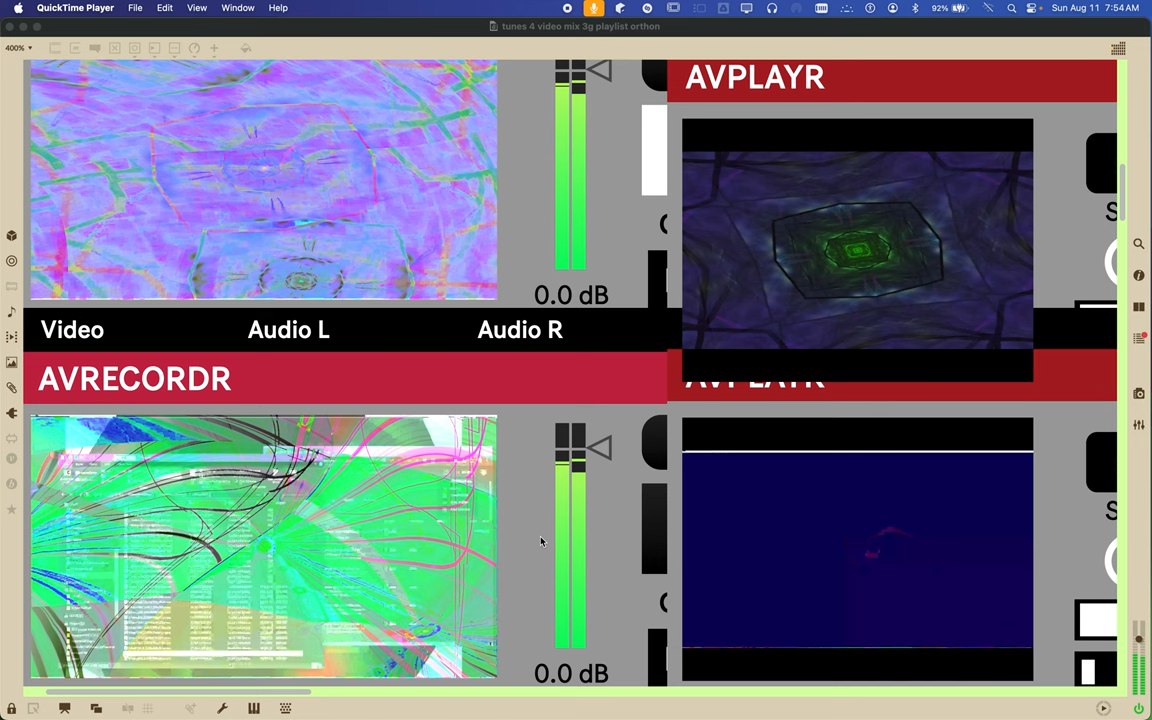 QuickTime Player File Edit View Window Help 92% Sun Aug 11 7:54 AM
tunes 4 video mix 3g playlist orthon
400%
AVPLAYR
S
0.0 dB
Video Audio L Audio R
AVRECORDR
AVPLAYR
S
0.0 dB